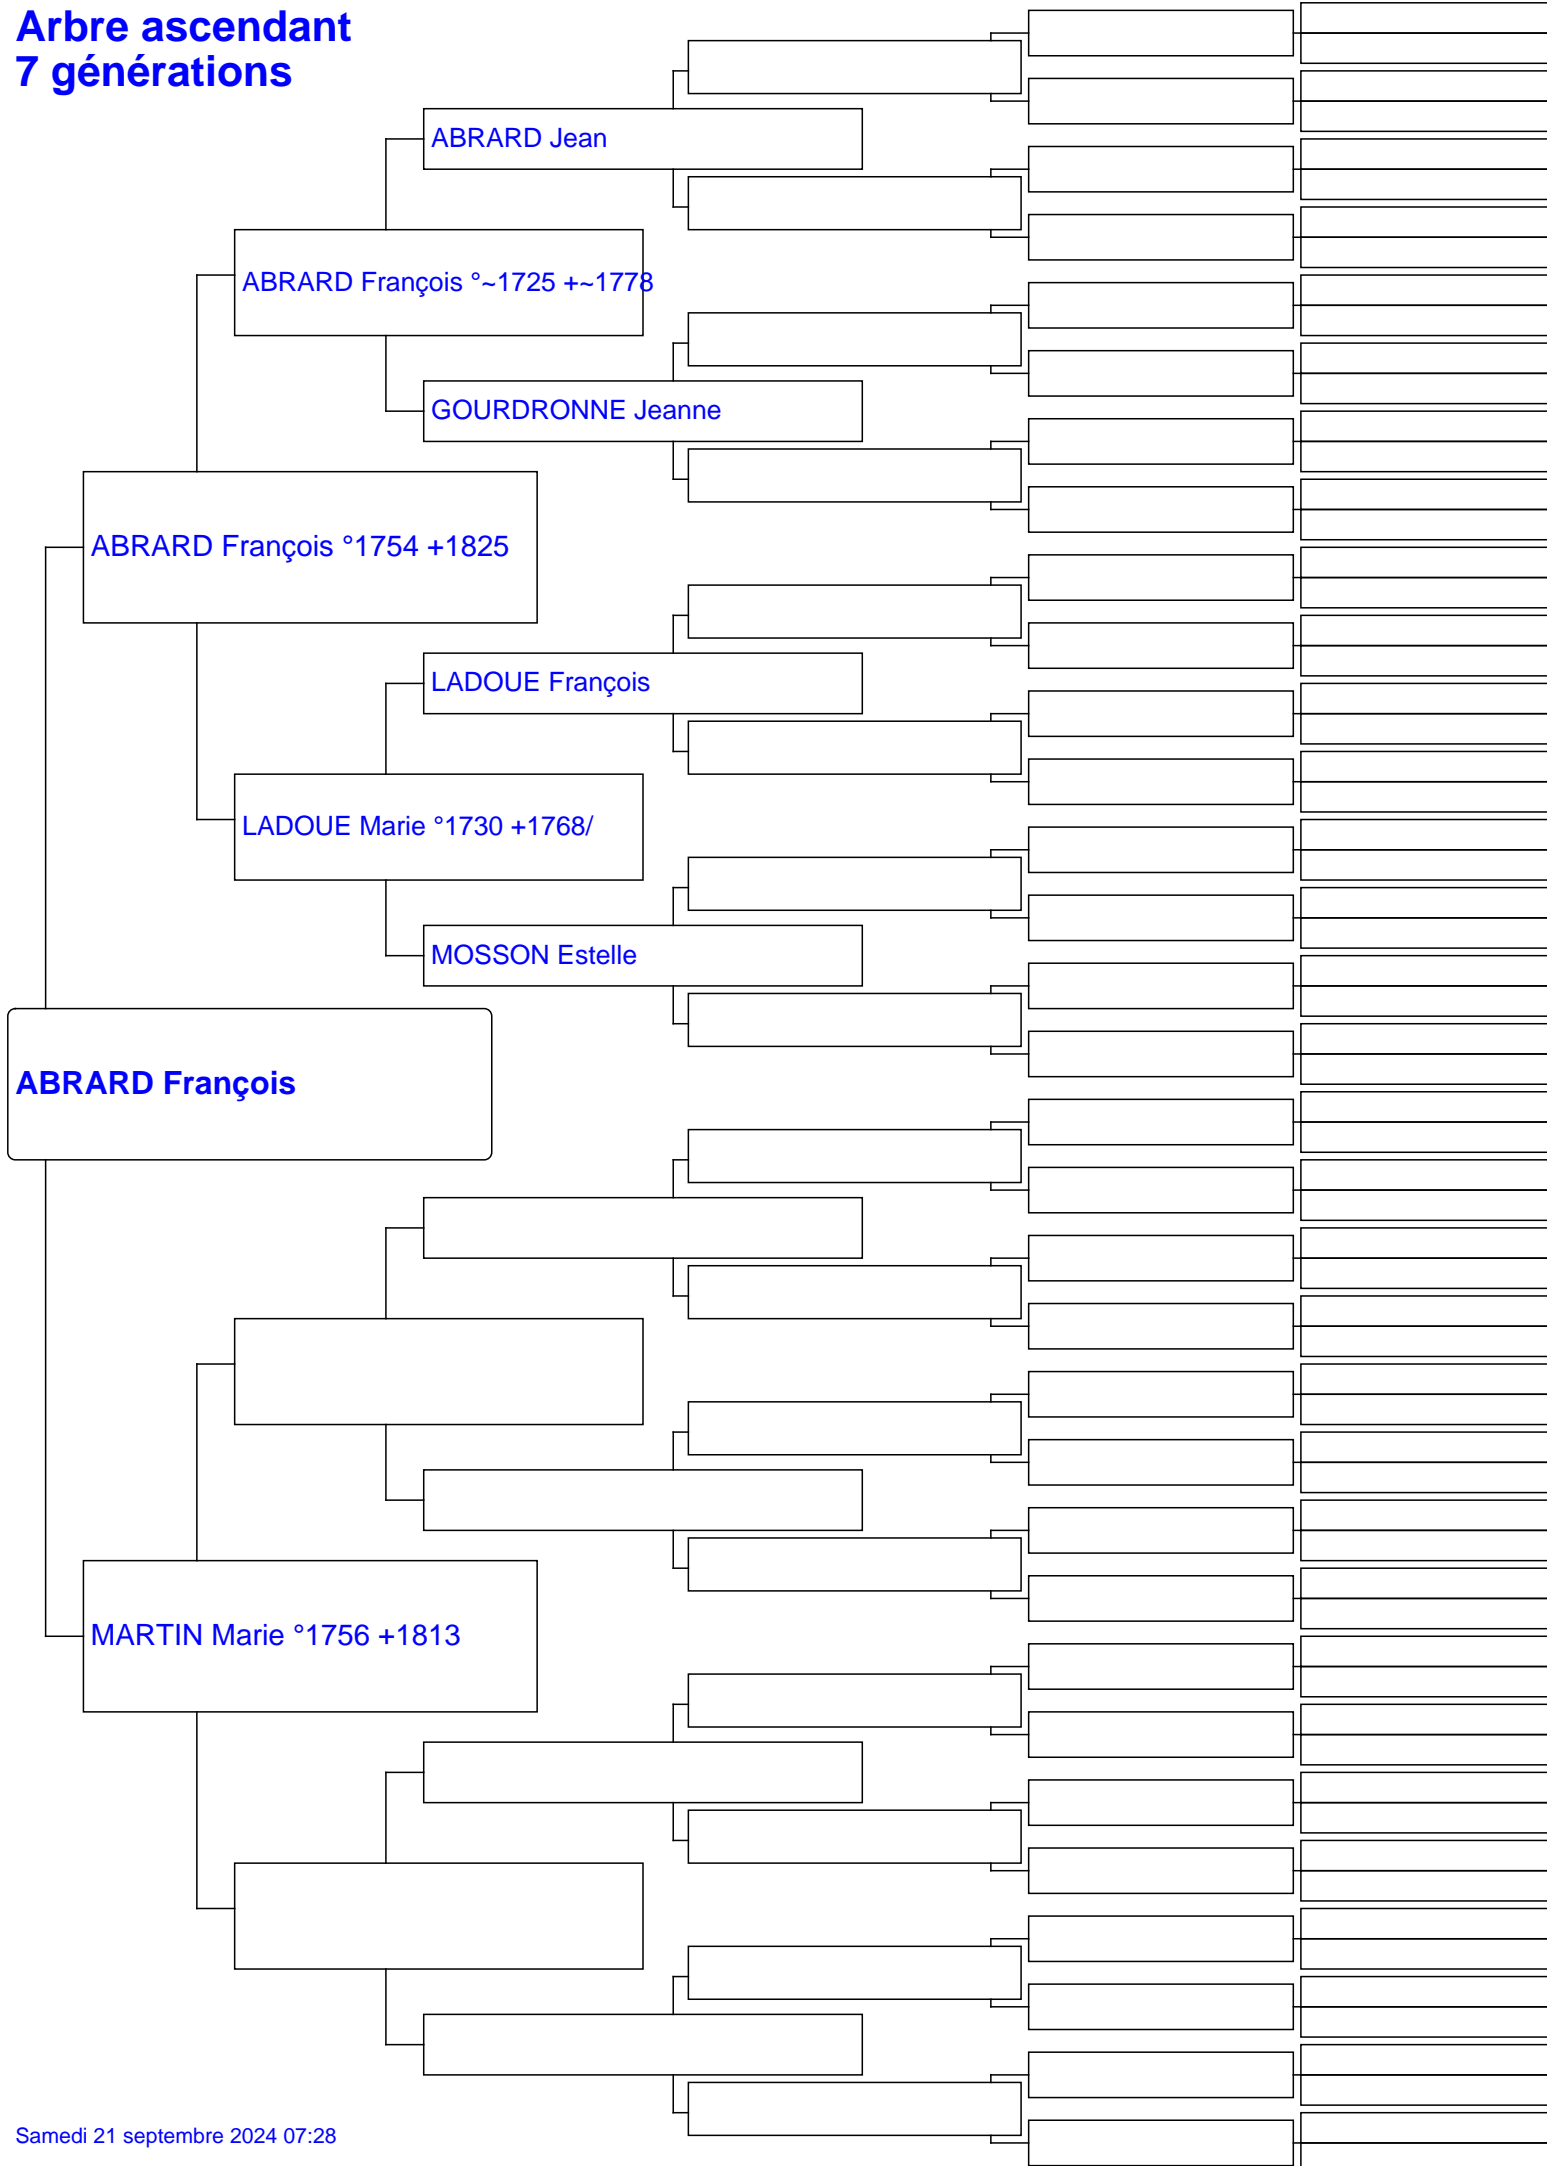 Arbre ascendant
7 générations
ABRARD Jean
ABRARD François °~1725 +~1778
GOURDRONNE Jeanne
ABRARD François °1754 +1825
LADOUE François
LADOUE Marie °1730 +1768/
MOSSON Estelle
ABRARD François
MARTIN Marie °1756 +1813
Samedi 21 septembre 2024 07:28